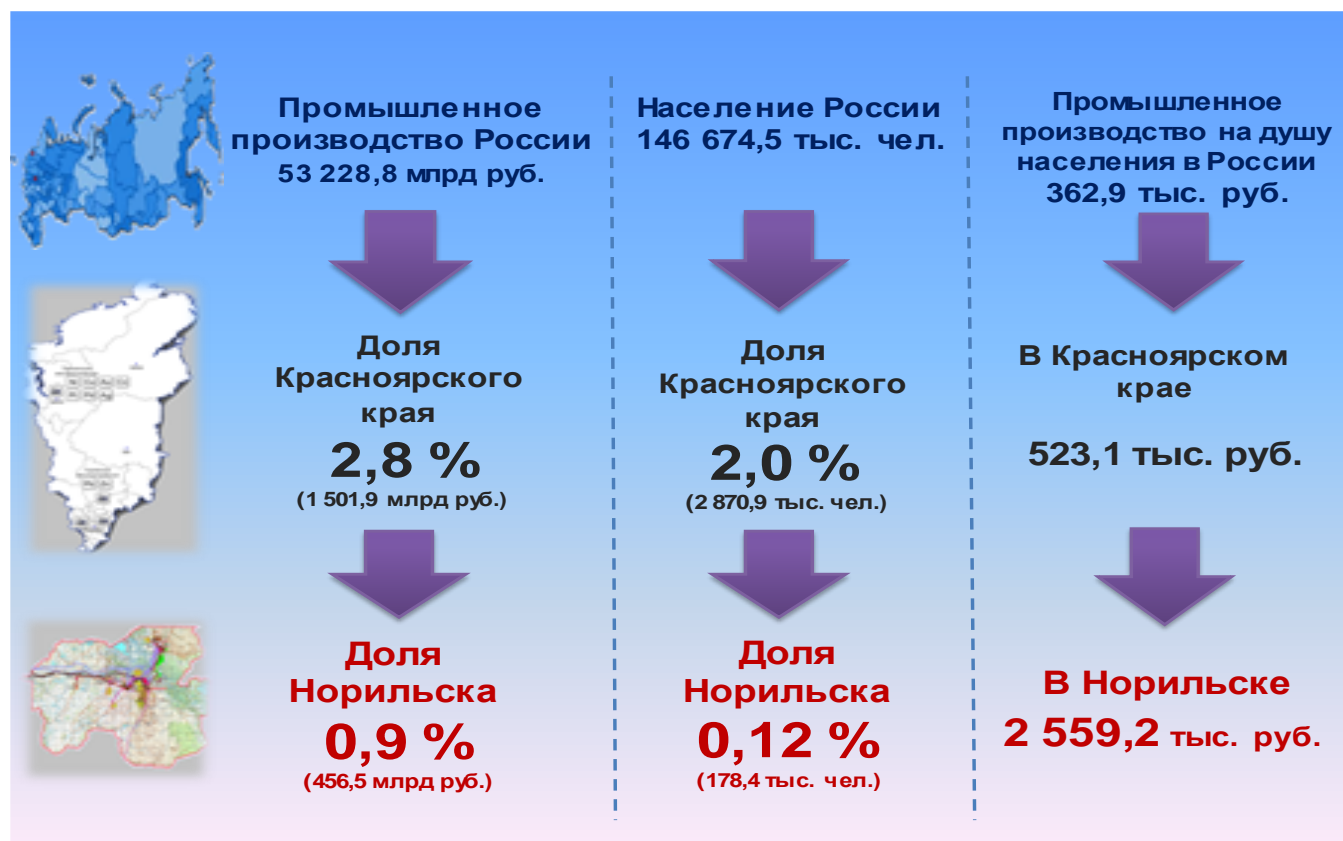 Промышленное
производство России
53 228,8 млрд руб.
Население России
146 674,5 тыс. чел.
Промышленное
производство на душу
населения в России
362,9 тыс. руб.
Доля
Красноярского
края
2,8 %
(1 501,9 млрд руб.)
Доля
Красноярского
края
2,0 %
(2 870,9 тыс. чел.)
В Красноярском
крае
523,1 тыс. руб.
Доля
Норильска
0,9 %
(456,5 млрд руб.)
Доля
Норильска
0,12 %
(178,4 тыс. чел.)
В Норильске
2 559,2 тыс. руб.